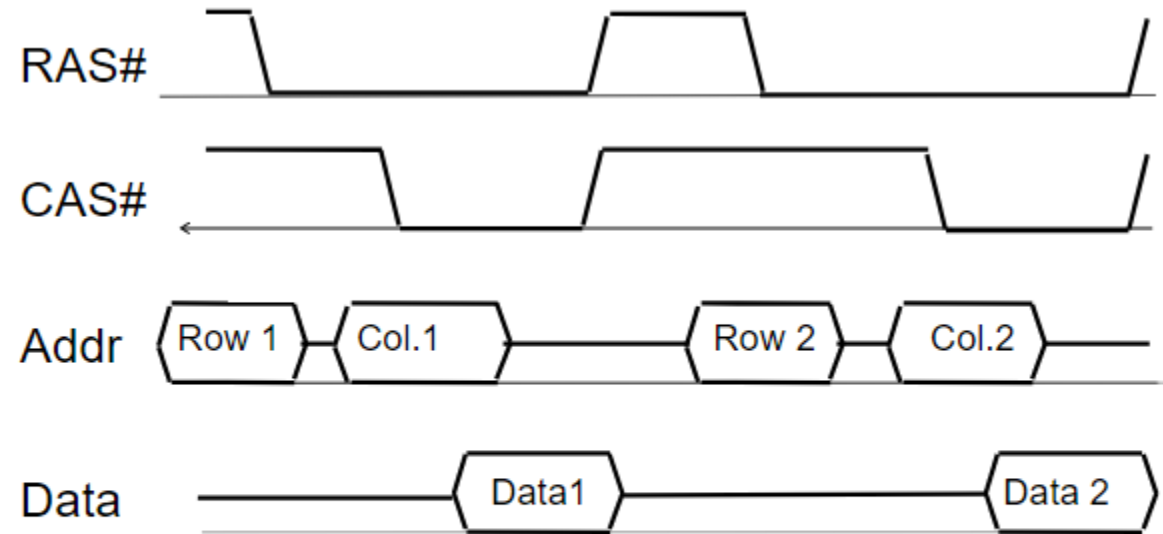 RAS#
CAS#
Addr Row 1 Col.1 Row 2 Col.2
Data Data1 Data 2